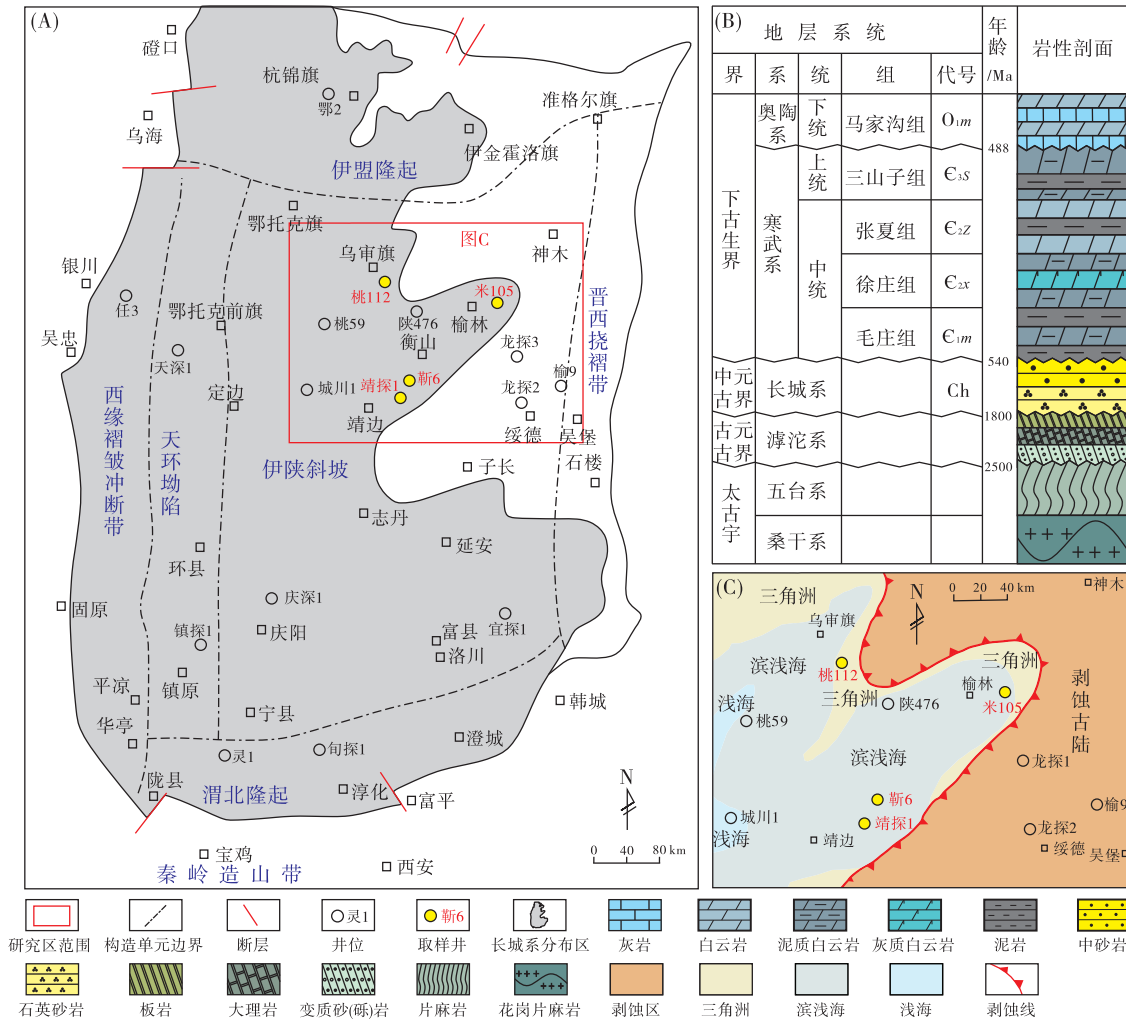 (A)
磴口
杭锦旗
鄂2
乌海
准格尔旗
伊金霍洛旗
伊盟隆起
鄂托克旗
图C
神木
乌审旗
银川
桃112
米105
任3
鄂托克前旗
桃59
陕476
榆林
晋西挠褶带
吴忠
衡山
龙探3
天深1
榆9
城川1
靖探1
靳6
龙探2
西缘褶皱冲断带
天环坳陷
定边
靖边
绥德
吴堡
伊陕斜坡
子长
石楼
志丹
延安
环县
固原
庆深1
宜探1
镇探1
庆阳
富县
洛川
平凉
镇原
韩城
华亭
宁县
澄城
灵1
旬探1
陇县
渭北隆起
淳化
富平
N
宝鸡
西安
0 40 80 km
秦岭造山带
(B)
地层系统
年龄/Ma
岩性剖面
界 系 统 组 代号
下古生界
奥陶系 下统 马家沟组 O₁m
488
寒武系
上统 三山子组 Є₃s
中统
张夏组 Є₂z
徐庄组 Є₂x
毛庄组 Є₁m
540
中元古界 长城系 Ch
1800
古元古界 滹沱系
2500
太古宇
五台系
桑干系
(C)
三角洲
N
0 20 40 km
神木
乌审旗
滨浅海
桃112
三角洲
三角洲
榆林
米105
剥蚀古陆
浅海
桃59
陕476
滨浅海
龙探1
靳6
榆9
城川1
靖探1
浅海
靖边
龙探2
绥德
吴堡
灵1
靳6
研究区范围 构造单元边界 断层 井位 取样井 长城系分布区 灰岩 白云岩 泥质白云岩 灰质白云岩 泥岩 中砂岩
石英砂岩 板岩 大理岩 变质砂(砾)岩 片麻岩 花岗片麻岩 剥蚀区 三角洲 滨浅海 浅海 剥蚀线